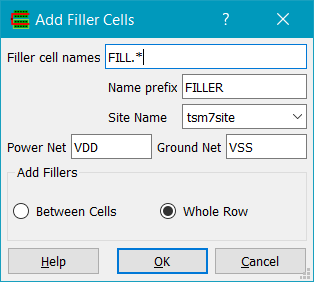 Add Filler Cells ? ×
Filler cell names FILL.*
Name prefix FILLER
Site Name tsm7site
Power Net VDD Ground Net VSS
Add Fillers
Between Cells Whole Row
Help OK Cancel